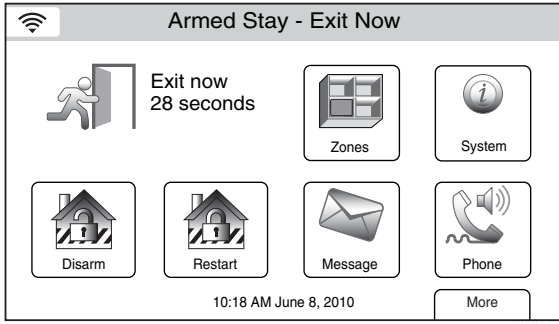 Armed Stay - Exit Now
Exit now
28 seconds
Zones
System
Disarm
Restart
Message
Phone
10:18 AM June 8, 2010
More